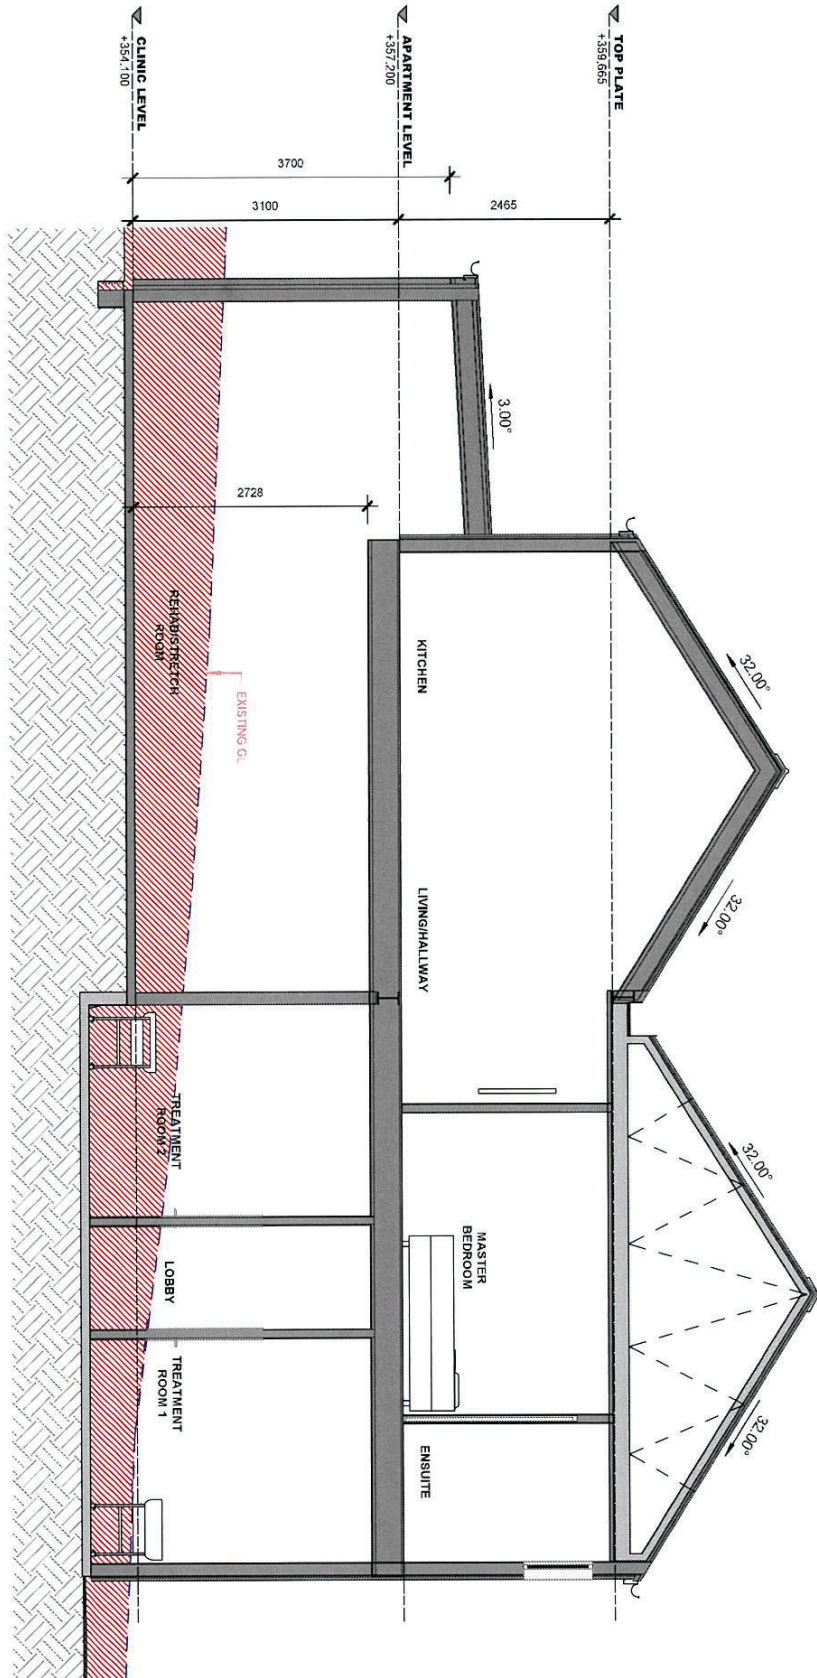 TOP PLATE
+359.665
APARTMENT LEVEL
+357.200
CLINIC LEVEL
+354.100
3700
3100
2465
3.00°
2728
32.00°
32.00°
32.00°
32.00°
KITCHEN
LIVING/HALLWAY
MASTER
BEDROOM
ENSUITE
REHAB/STRETCH
ROOM
EXISTING GL
TREATMENT
ROOM 2
LOBBY
TREATMENT
ROOM 1